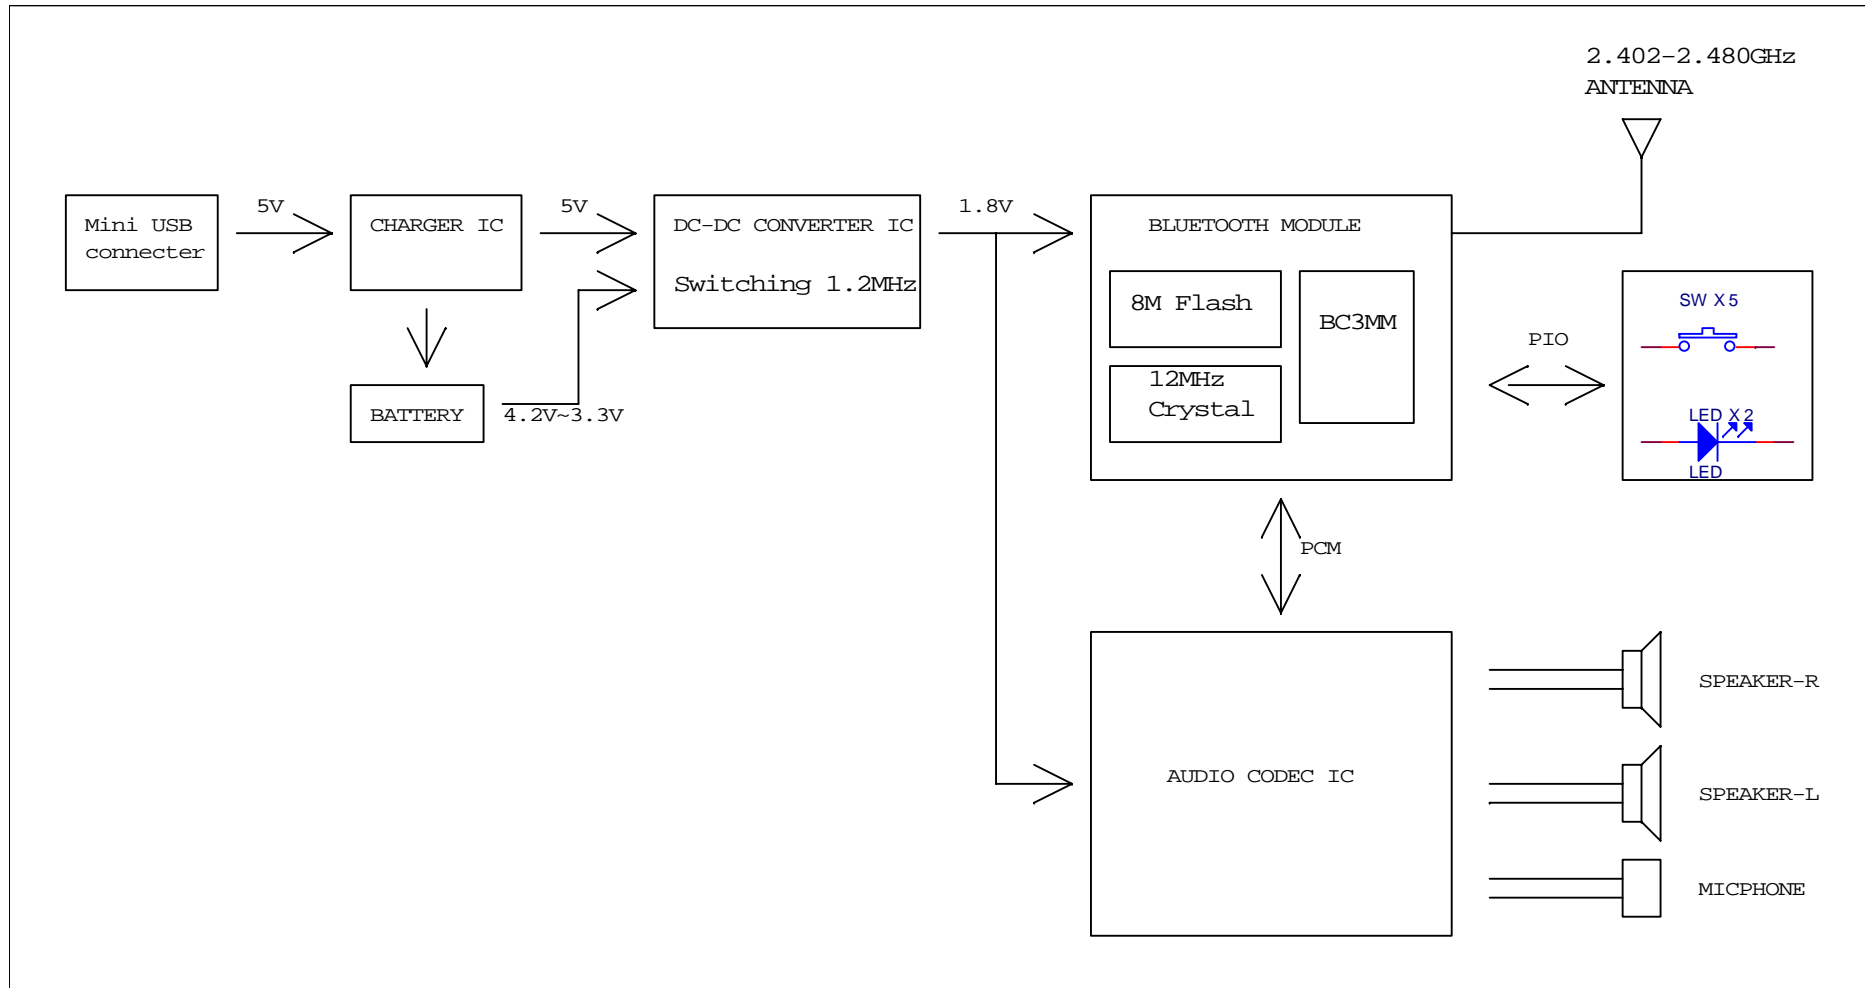 2.402-2.480GHz
ANTENNA
Mini USB
connecter
5V
CHARGER IC
5V
DC-DC CONVERTER IC
Switching 1.2MHz
1.8V
BLUETOOTH MODULE
8M Flash
BC3MM
12MHz
Crystal
PIO
SW X 5
LED X 2
LED
BATTERY
4.2V~3.3V
PCM
AUDIO CODEC IC
SPEAKER-R
SPEAKER-L
MICPHONE